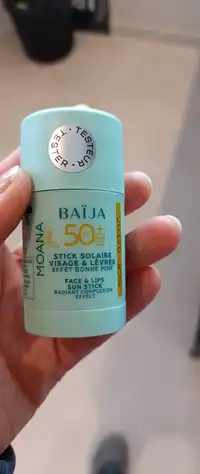 TESTEUR • TESTER •
BAÏJA
MOANA
50+
STICK SOLAIRE
VISAGE & LÈVRES
EFFET BONNE MINE
FACE & LIPS
SUN STICK
RADIANT COMPLEXION
EFFECT